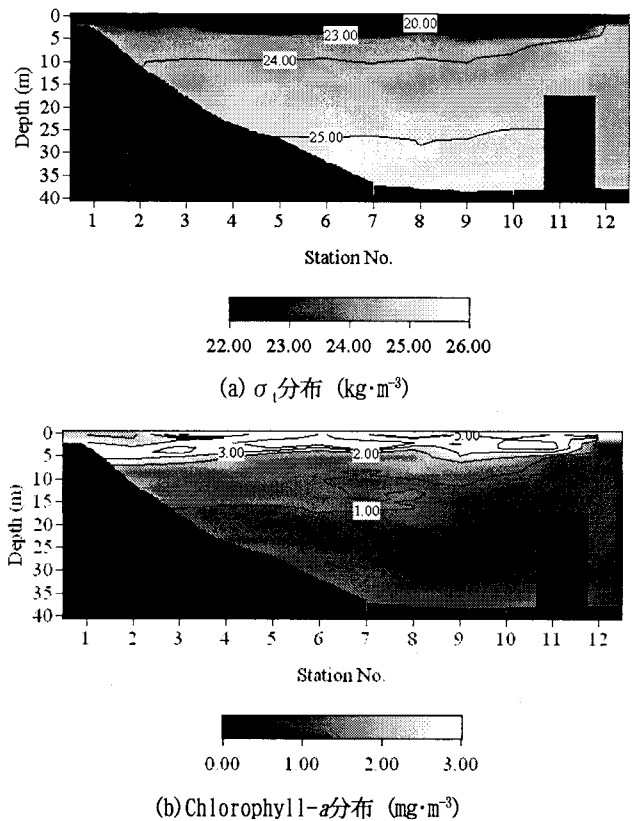 20.00
23.00
24.00
25.00
0
5
10
15
20
25
30
35
40
Depth (m)
1 2 3 4 5 6 7 8 9 10 11 12
Station No.
22.00 23.00 24.00 25.00 26.00
(a) σt分布 (kg·m⁻³)
3.00
2.00
1.00
0
5
10
15
20
25
30
35
40
Depth (m)
1 2 3 4 5 6 7 8 9 10 11 12
Station No.
0.00 1.00 2.00 3.00
(b) Chlorophyll-a分布 (mg·m⁻³)